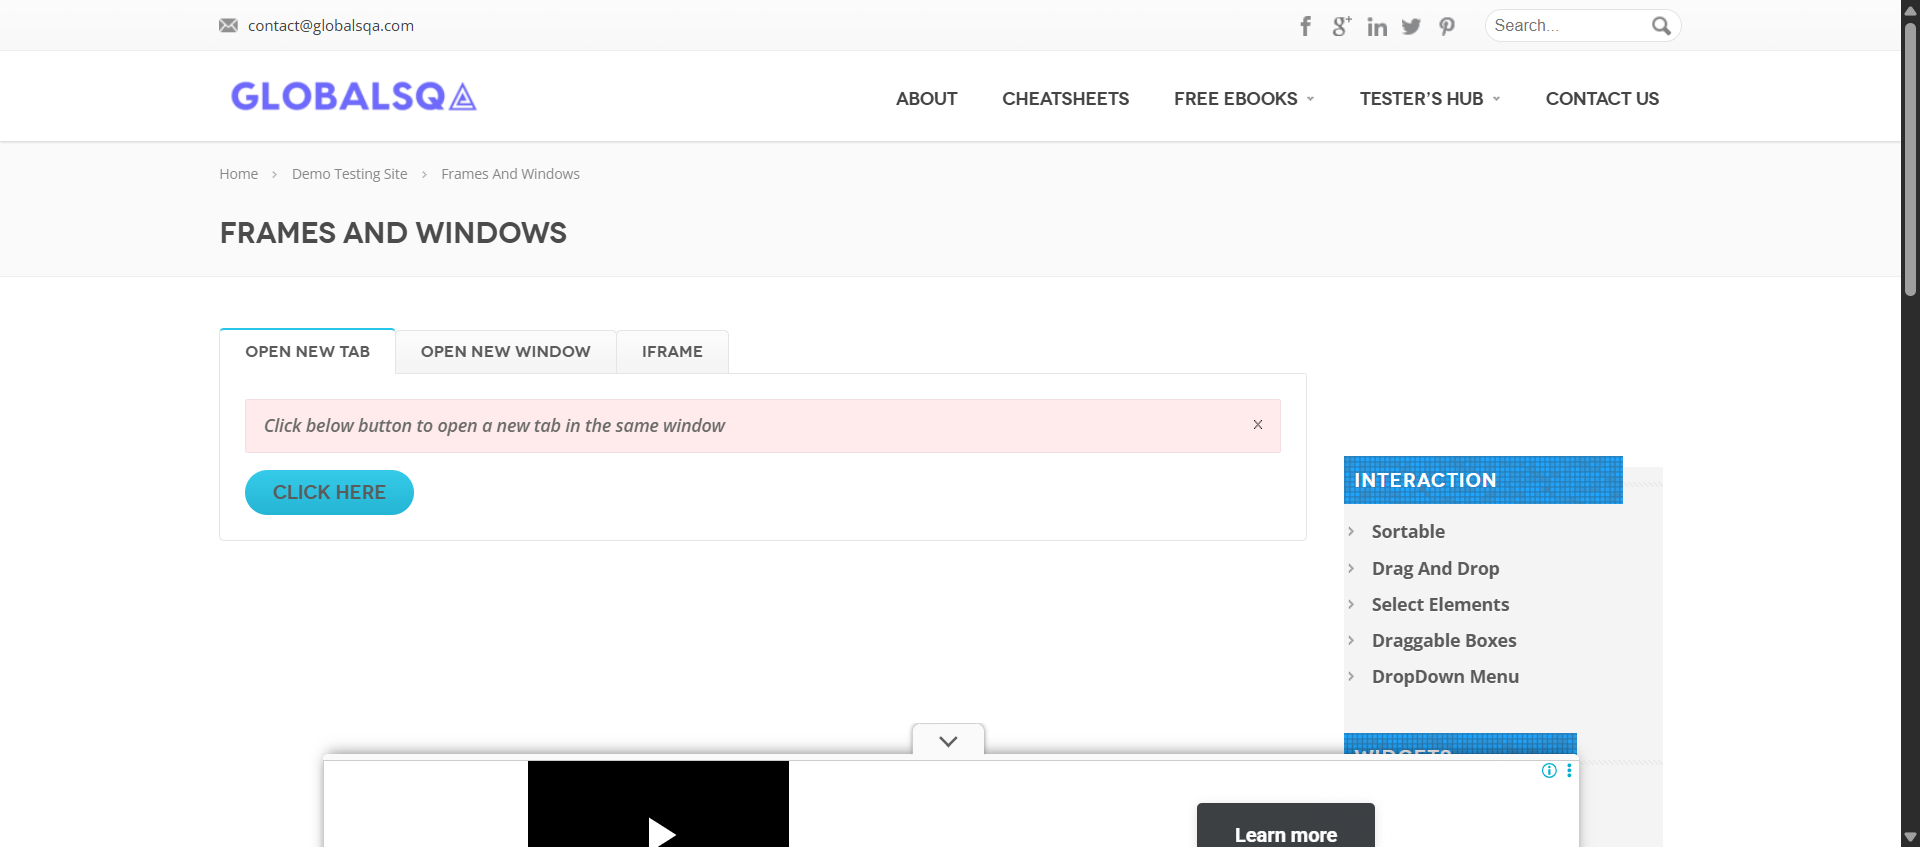 contact@globalsqa.com
Search...
GLOBALSQA
ABOUT
CHEATSHEETS
FREE EBOOKS
TESTER'S HUB
CONTACT US
Home > Demo Testing Site > Frames And Windows
FRAMES AND WINDOWS
OPEN NEW TAB
OPEN NEW WINDOW
IFRAME
Click below button to open a new tab in the same window
CLICK HERE
INTERACTION
Sortable
Drag And Drop
Select Elements
Draggable Boxes
DropDown Menu
WIDGETS
Learn more